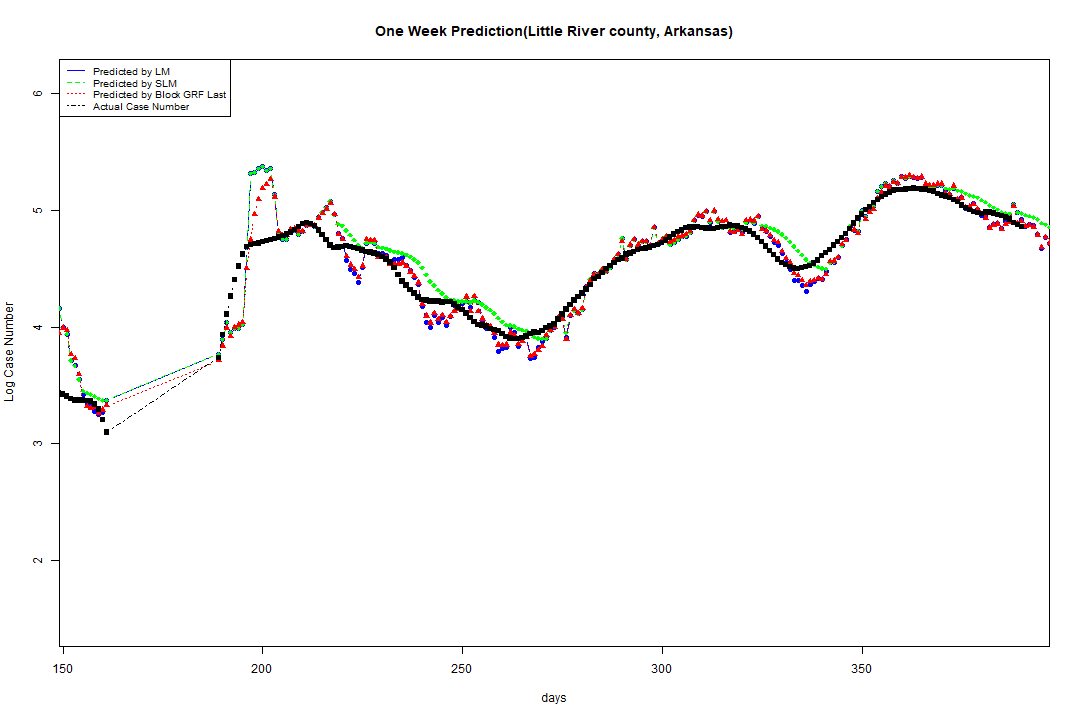 One Week Prediction(Little River county, Arkansas)
Predicted by LM
Predicted by SLM
Predicted by Block GRF Last
Actual Case Number
6
5
4
3
2
Log Case Number
150 200 250 300 350
days